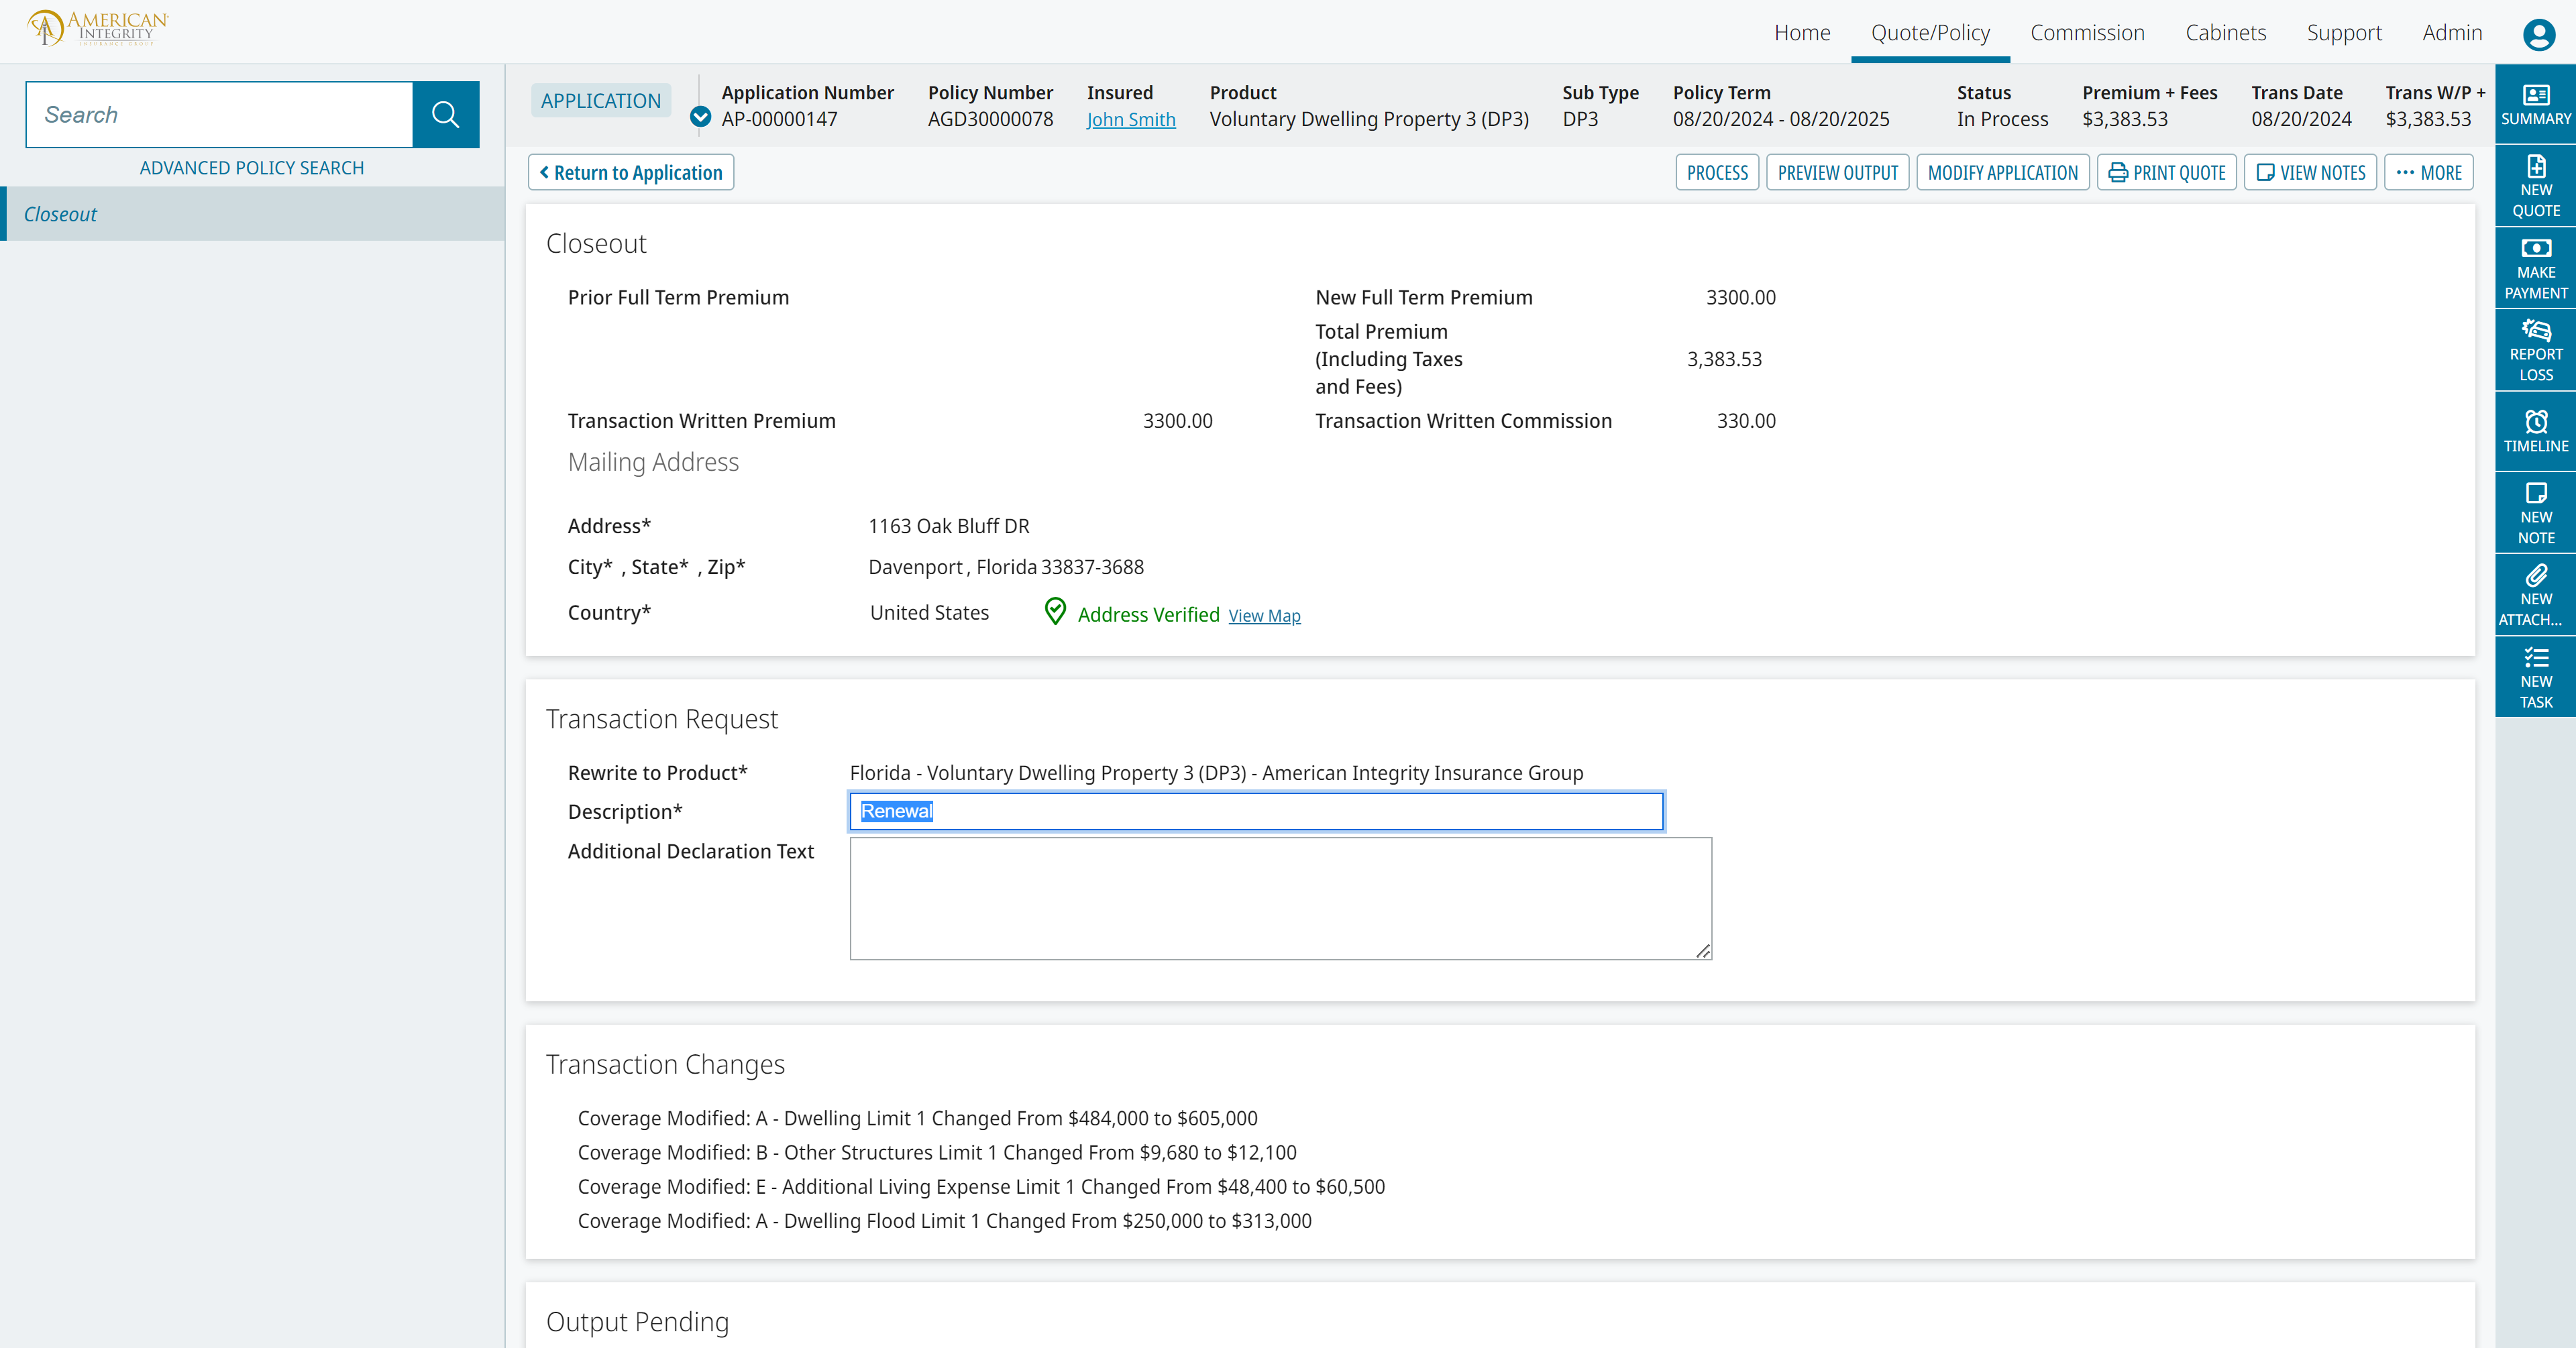 AMERICAN
INTEGRITY
INSURANCE GROUP
Home Quote/Policy Commission Cabinets Support Admin
Search
ADVANCED POLICY SEARCH
Closeout
APPLICATION
Application Number Policy Number Insured Product Sub Type Policy Term Status Premium + Fees Trans Date Trans W/P +
AP-00000147 AGD30000078 John Smith Voluntary Dwelling Property 3 (DP3) DP3 08/20/2024 - 08/20/2025 In Process $3,383.53 08/20/2024 $3,383.53
Return to Application PROCESS PREVIEW OUTPUT MODIFY APPLICATION PRINT QUOTE VIEW NOTES ••• MORE
Closeout
Prior Full Term Premium New Full Term Premium 3300.00
Total Premium
(Including Taxes 3,383.53
and Fees)
Transaction Written Premium 3300.00 Transaction Written Commission 330.00
Mailing Address
Address* 1163 Oak Bluff DR
City* , State* , Zip* Davenport , Florida 33837-3688
Country* United States Address Verified View Map
Transaction Request
Rewrite to Product* Florida - Voluntary Dwelling Property 3 (DP3) - American Integrity Insurance Group
Description* Renewal
Additional Declaration Text
Transaction Changes
Coverage Modified: A - Dwelling Limit 1 Changed From $484,000 to $605,000
Coverage Modified: B - Other Structures Limit 1 Changed From $9,680 to $12,100
Coverage Modified: E - Additional Living Expense Limit 1 Changed From $48,400 to $60,500
Coverage Modified: A - Dwelling Flood Limit 1 Changed From $250,000 to $313,000
Output Pending
SUMMARY
NEW
QUOTE
MAKE
PAYMENT
REPORT
LOSS
TIMELINE
NEW
NOTE
NEW
ATTACH...
NEW
TASK